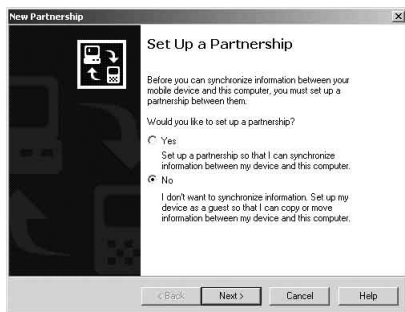 New Partnership
Set Up a Partnership
Before you can synchronize information between your
mobile device and this computer, you must set up a
partnership between them.
Would you like to set up a partnership?
Yes
Set up a partnership so that I can synchronize
information between my device and this computer.
No
I don't want to synchronize information. Set up my
device as a guest so that I can copy or move
information between my device and this computer.
< Back Next > Cancel Help